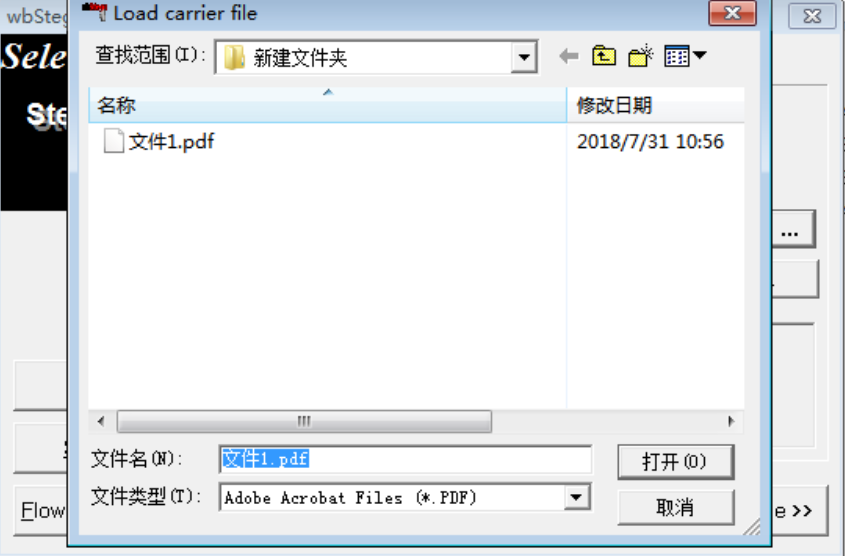 wbSteg
Load carrier file
Sele
查找范围(I):
新建文件夹
Ste
名称
修改日期
文件1.pdf
2018/7/31 10:56
...
文件名(N):
文件1.pdf
打开(O)
文件类型(T):
Adobe Acrobat Files (*.PDF)
取消
Flow
e >>